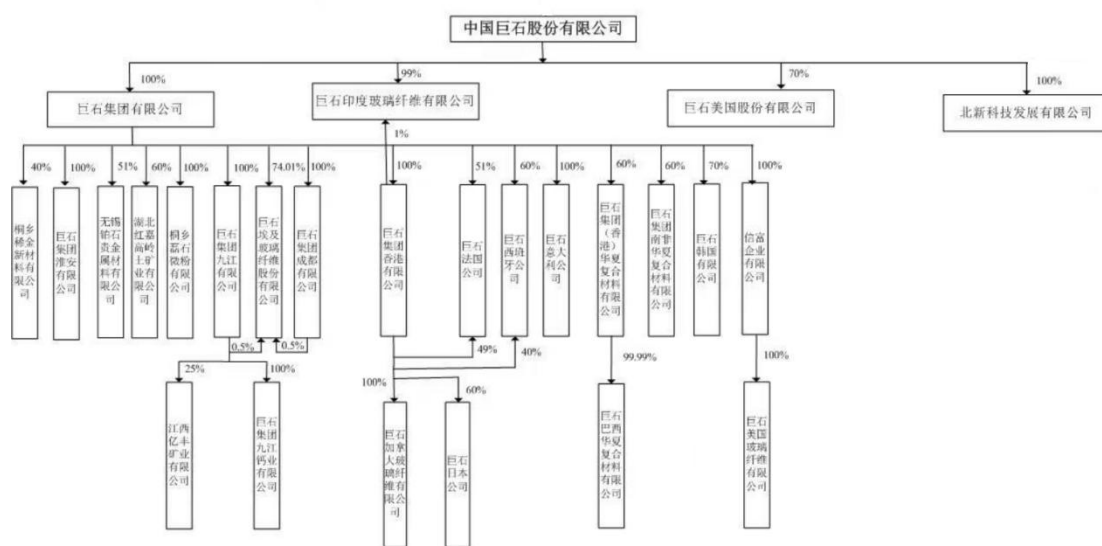 中国巨石股份有限公司
100%
99%
70%
100%
巨石集团有限公司
巨石印度玻璃纤维有限公司
巨石美国股份有限公司
北新科技发展有限公司
1%
40%
100%
51%
60%
100%
100%
74.01%
100%
100%
51%
60%
100%
60%
60%
70%
100%
桐乡稀金新材料有限公司
巨石集团淮安有限公司
无锡铂石贵金属材料有限公司
湖北红嘉高岭土矿业有限公司
桐乡磊石微粉有限公司
巨石集团九江有限公司
巨石埃及玻璃纤维股份有限公司
巨石集团成都有限公司
巨石集团香港有限公司
巨石法国公司
巨石西班牙公司
巨石意大利公司
巨石集团（香港）华夏复合材料有限公司
巨石集团南非华夏复合材料有限公司
巨石韩国有限公司
信富企业有限公司
0.5%
0.5%
49%
40%
99.99%
100%
25%
100%
100%
60%
江西亿丰矿业有限公司
巨石集团九江钙业有限公司
巨石加拿大玻璃纤维有限公司
巨石日本公司
巨石巴西华夏复合材料有限公司
巨石美国玻璃纤维有限公司